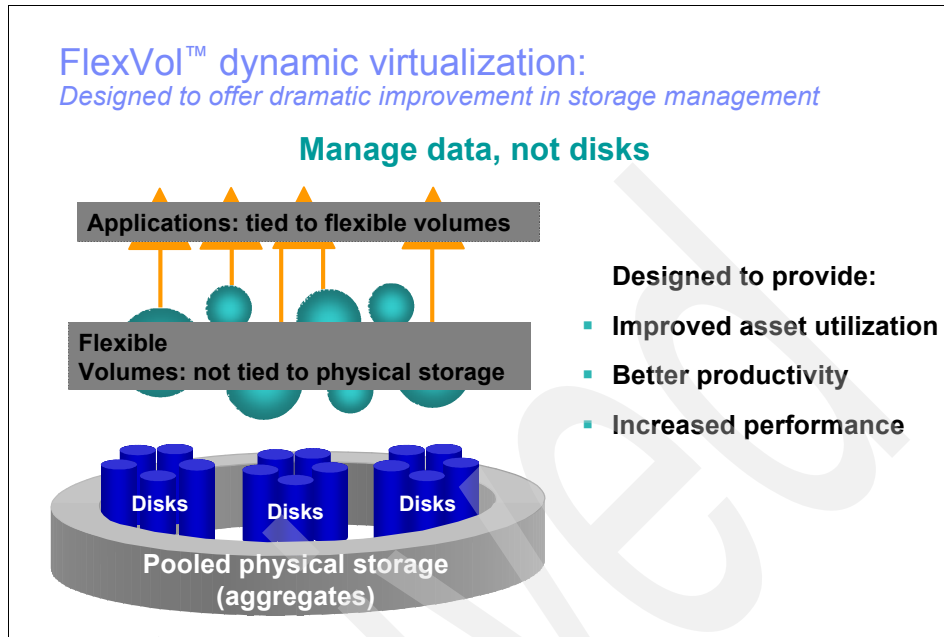 FlexVol™ dynamic virtualization:
Designed to offer dramatic improvement in storage management
Manage data, not disks
Applications: tied to flexible volumes
Flexible
Volumes: not tied to physical storage
Disks
Disks
Disks
Pooled physical storage
(aggregates)
Designed to provide:
▪ Improved asset utilization
▪ Better productivity
▪ Increased performance